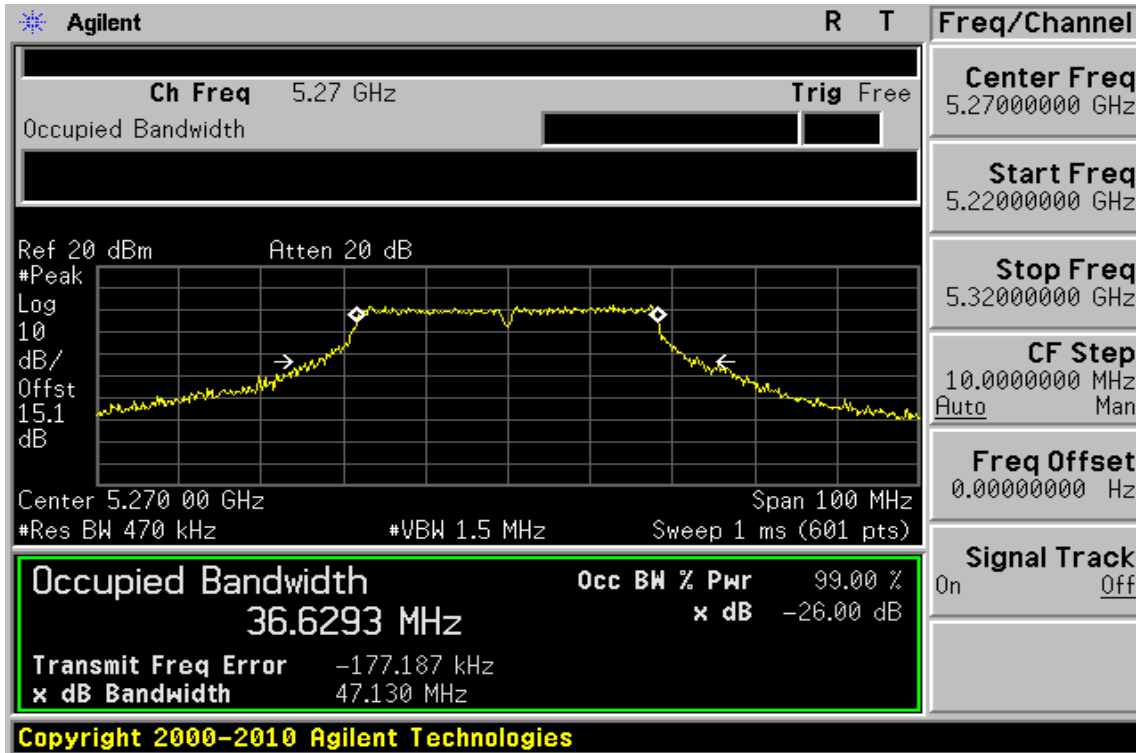 Agilent R T Freq/Channel
Ch Freq 5.27 GHz Trig Free
Occupied Bandwidth
Center Freq
5.27000000 GHz
Start Freq
5.22000000 GHz
Stop Freq
5.32000000 GHz
CF Step
10.0000000 MHz
Auto Man
Freq Offset
0.00000000 Hz
Signal Track
On Off
Ref 20 dBm Atten 20 dB
#Peak
Log
10
dB/
Offst
15.1
dB
Center 5.270 00 GHz Span 100 MHz
#Res BW 470 kHz #VBW 1.5 MHz Sweep 1 ms (601 pts)
Occupied Bandwidth Occ BW % Pwr 99.00 %
36.6293 MHz x dB -26.00 dB
Transmit Freq Error -177.187 kHz
x dB Bandwidth 47.130 MHz
Copyright 2000-2010 Agilent Technologies